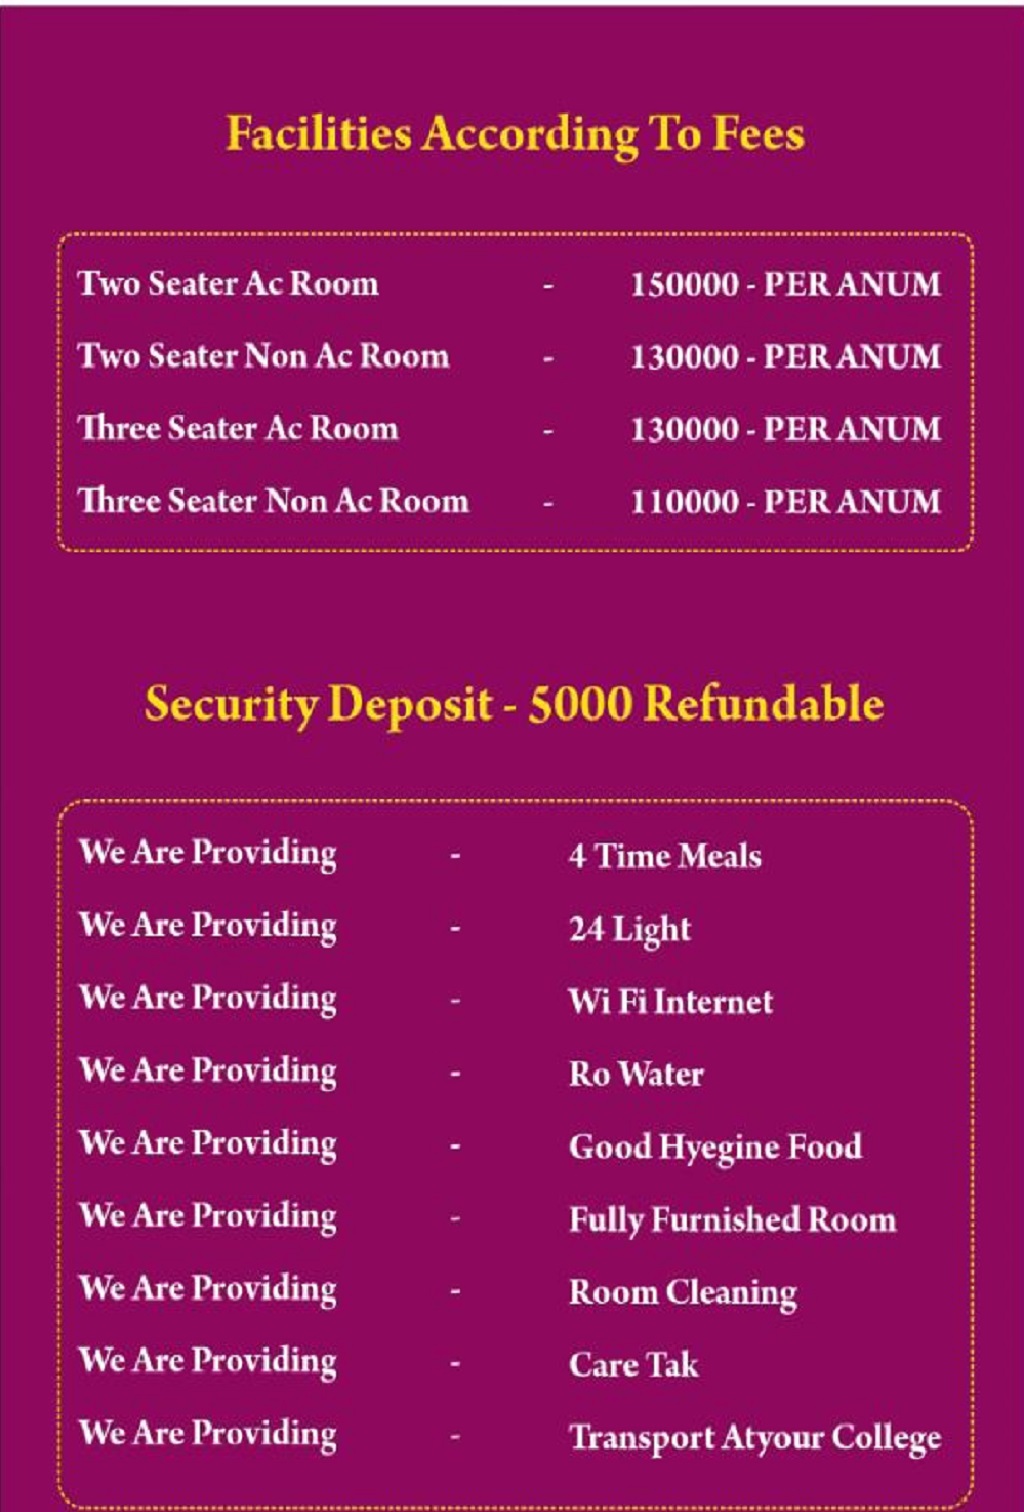 Facilities According To Fees
Two Seater Ac Room - 150000 - PER ANUM
Two Seater Non Ac Room - 130000 - PER ANUM
Three Seater Ac Room - 130000 - PER ANUM
Three Seater Non Ac Room - 110000 - PER ANUM
Security Deposit - 5000 Refundable
We Are Providing - 4 Time Meals
We Are Providing - 24 Light
We Are Providing - Wi Fi Internet
We Are Providing - Ro Water
We Are Providing - Good Hyegine Food
We Are Providing - Fully Furnished Room
We Are Providing - Room Cleaning
We Are Providing - Care Tak
We Are Providing - Transport Atyour College